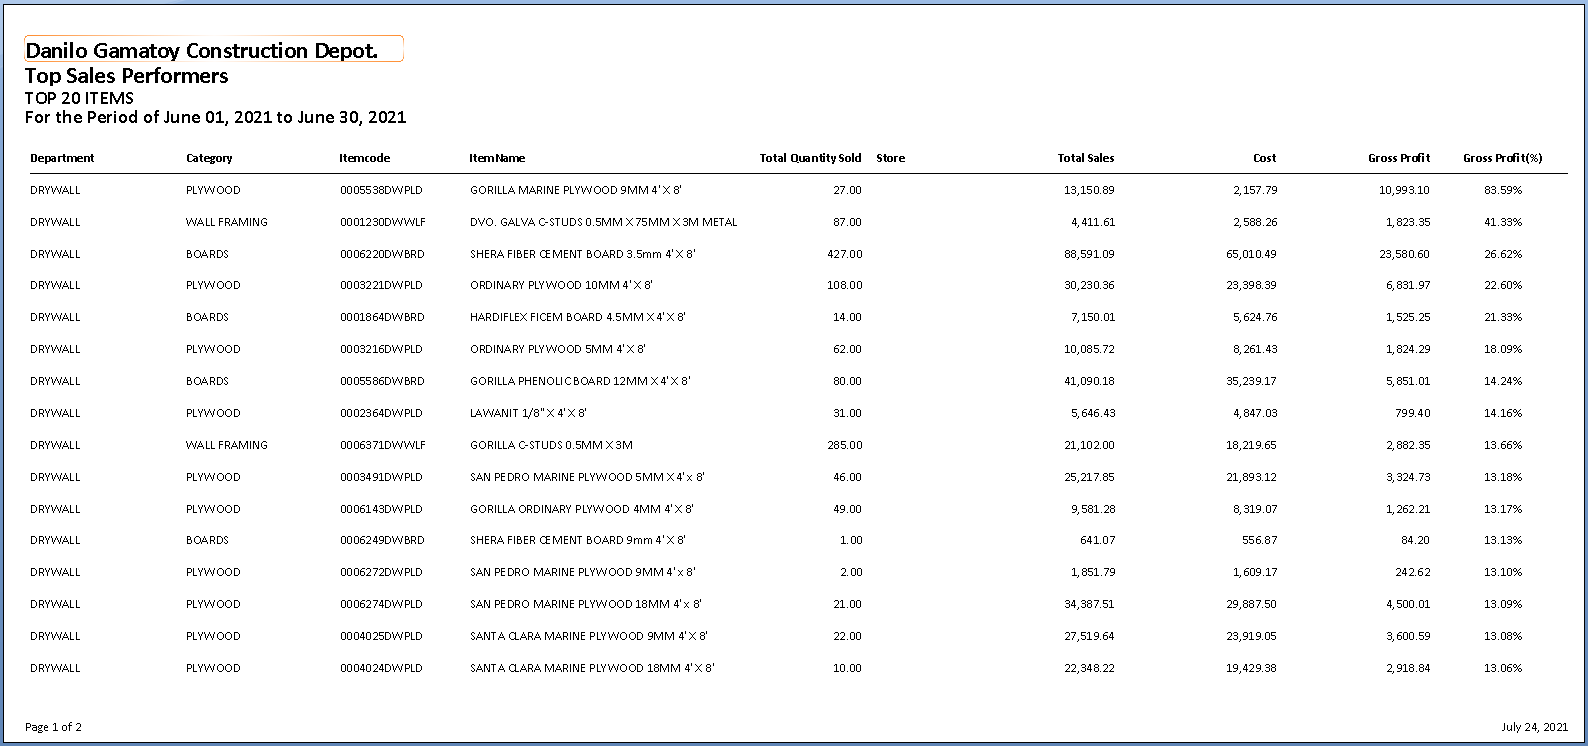 Danilo Gamatoy Construction Depot.
Top Sales Performers
TOP 20 ITEMS
For the Period of June 01, 2021 to June 30, 2021
Department Category Itemcode ItemName Total Quantity Sold Store Total Sales Cost Gross Profit Gross Profit(%)
DRYWALL PLYWOOD 0005538DWPLD GORILLA MARINE PLYWOOD 9MM 4' X 8' 27.00 13,150.89 2,157.79 10,993.10 83.59%
DRYWALL WALL FRAMING 0001230DWWLF DVO. GALVA C-STUDS 0.5MM X 75MM X 3M METAL 87.00 4,411.61 2,588.26 1,823.35 41.33%
DRYWALL BOARDS 0006220DWBRD SHERA FIBER CEMENT BOARD 3.5mm 4' X 8' 427.00 88,591.09 65,010.49 23,580.60 26.62%
DRYWALL PLYWOOD 0003221DWPLD ORDINARY PLYWOOD 10MM 4' X 8' 108.00 30,230.36 23,398.39 6,831.97 22.60%
DRYWALL BOARDS 0001864DWBRD HARDIFLEX FICEM BOARD 4.5MM X 4' X 8' 14.00 7,150.01 5,624.76 1,525.25 21.33%
DRYWALL PLYWOOD 0003216DWPLD ORDINARY PLYWOOD 5MM 4' X 8' 62.00 10,085.72 8,261.43 1,824.29 18.09%
DRYWALL BOARDS 0005586DWBRD GORILLA PHENOLIC BOARD 12MM X 4' X 8' 80.00 41,090.18 35,239.17 5,851.01 14.24%
DRYWALL PLYWOOD 0002364DWPLD LAWANIT 1/8" X 4' X 8' 31.00 5,646.43 4,847.03 799.40 14.16%
DRYWALL WALL FRAMING 0006371DWWLF GORILLA C-STUDS 0.5MM X 3M 285.00 21,102.00 18,219.65 2,882.35 13.66%
DRYWALL PLYWOOD 0003491DWPLD SAN PEDRO MARINE PLYWOOD 5MM X 4' x 8' 46.00 25,217.85 21,893.12 3,324.73 13.18%
DRYWALL PLYWOOD 0006143DWPLD GORILLA ORDINARY PLYWOOD 4MM 4' X 8' 49.00 9,581.28 8,319.07 1,262.21 13.17%
DRYWALL BOARDS 0006249DWBRD SHERA FIBER CEMENT BOARD 9mm 4' X 8' 1.00 641.07 556.87 84.20 13.13%
DRYWALL PLYWOOD 0006272DWPLD SAN PEDRO MARINE PLYWOOD 9MM 4' x 8' 2.00 1,851.79 1,609.17 242.62 13.10%
DRYWALL PLYWOOD 0006274DWPLD SAN PEDRO MARINE PLYWOOD 18MM 4' x 8' 21.00 34,387.51 29,887.50 4,500.01 13.09%
DRYWALL PLYWOOD 0004025DWPLD SANTA CLARA MARINE PLYWOOD 9MM 4' X 8' 22.00 27,519.64 23,919.05 3,600.59 13.08%
DRYWALL PLYWOOD 0004024DWPLD SANTA CLARA MARINE PLYWOOD 18MM 4' X 8' 10.00 22,348.22 19,429.38 2,918.84 13.06%
Page 1 of 2 July 24, 2021